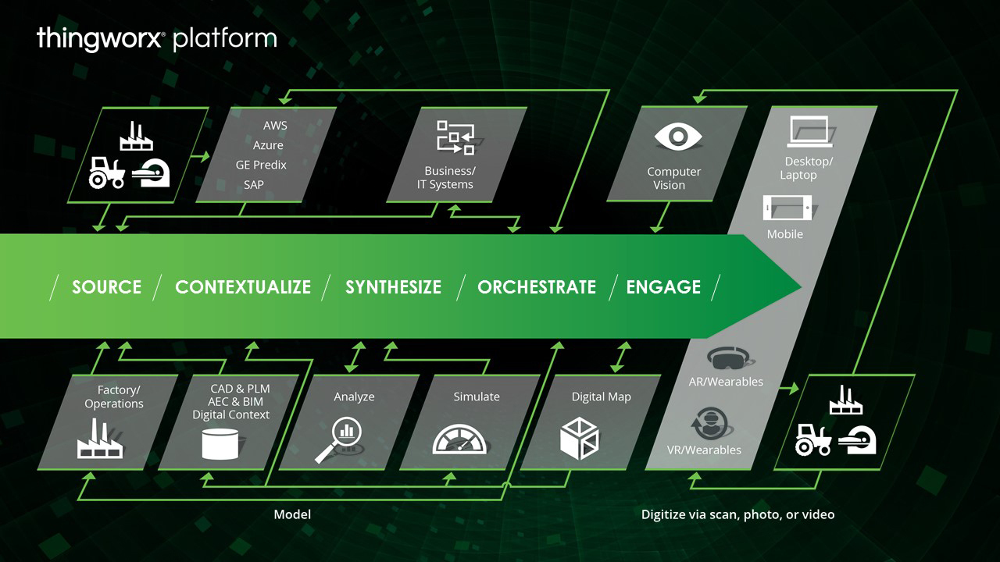 thingworx® platform
AWS
Azure
GE Predix
SAP
Business/
IT Systems
Computer
Vision
Desktop/
Laptop
Mobile
SOURCE / CONTEXTUALIZE / SYNTHESIZE / ORCHESTRATE / ENGAGE
Factory/
Operations
CAD & PLM
AEC & BIM
Digital Context
Analyze
Simulate
Digital Map
AR/Wearables
VR/Wearables
Model
Digitize via scan, photo, or video